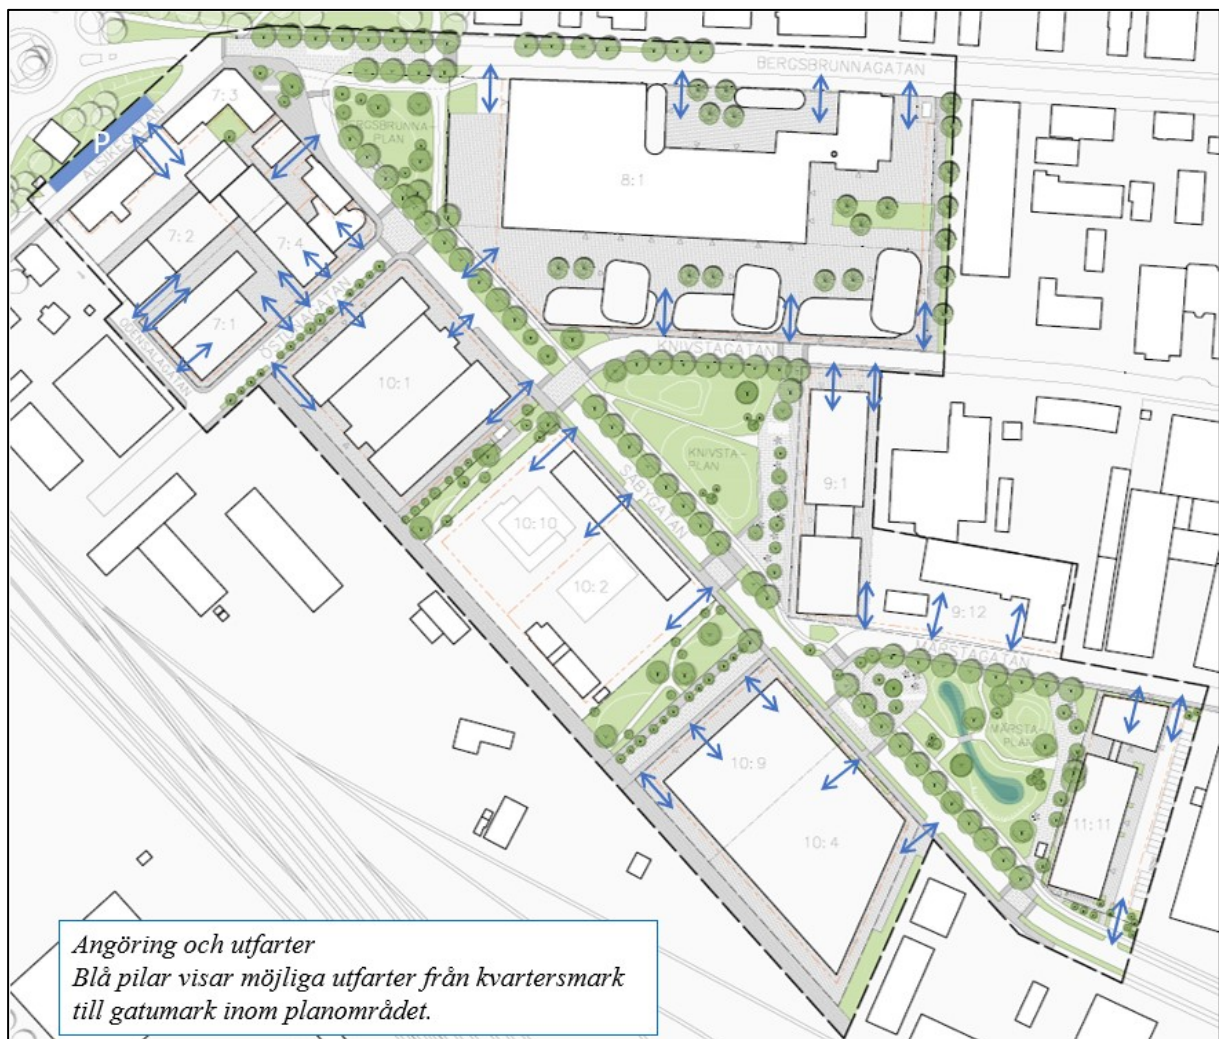 BERGSBRUNNAGATAN
7:3
P
BERGSBRUNNA-
PLAN
ALSIKEGATAN
8:1
7:2
7:4
7:1
ÖSTUNAGATAN
ODENSALAGATAN
10:1
KNIVSTAGATAN
KNIVSTA-
PLAN
SÄBYGATAN
9:1
10:10
10:2
9:12
MÄRSTAGATAN
MÄRSTA-
PLAN
10:9
10:4
11:11
Angöring och utfarter
Blå pilar visar möjliga utfarter från kvartersmark
till gatumark inom planområdet.